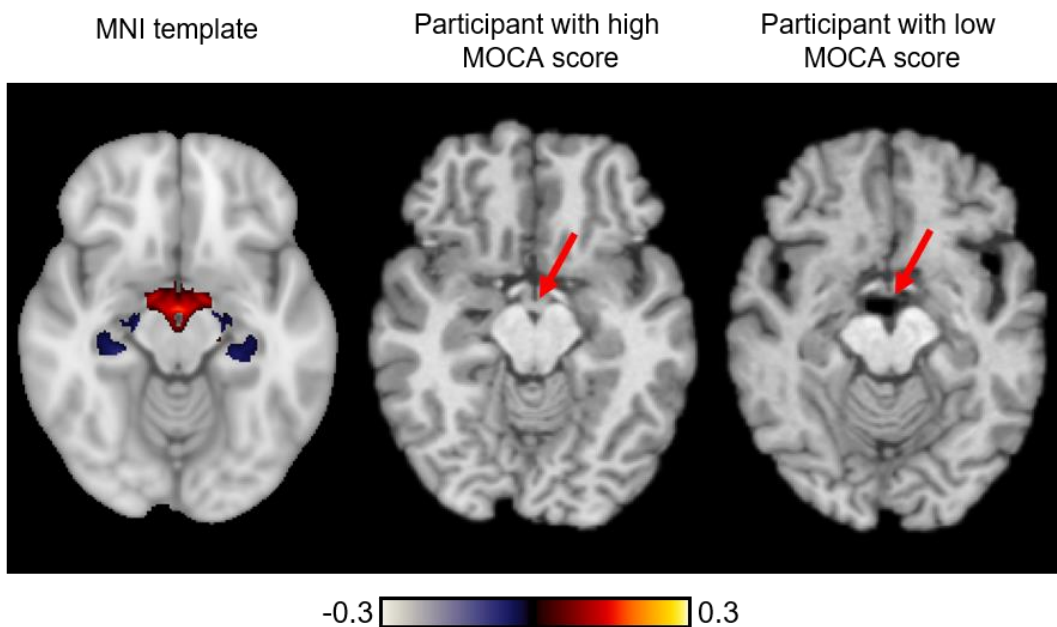 MNI template
Participant with high
MOCA score
Participant with low
MOCA score
-0.3
0.3